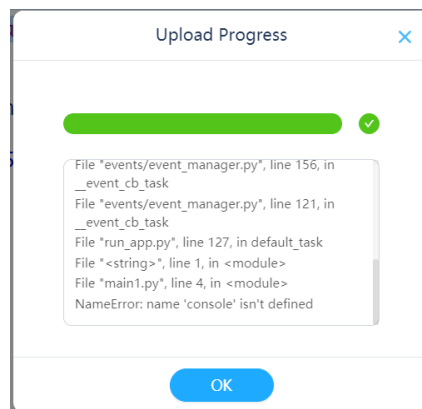 Upload Progress
File "events/event_manager.py", line 156, in
__event_cb_task
File "events/event_manager.py", line 121, in
__event_cb_task
File "run_app.py", line 127, in default_task
File "<string>", line 1, in <module>
File "main1.py", line 4, in <module>
NameError: name 'console' isn't defined
OK